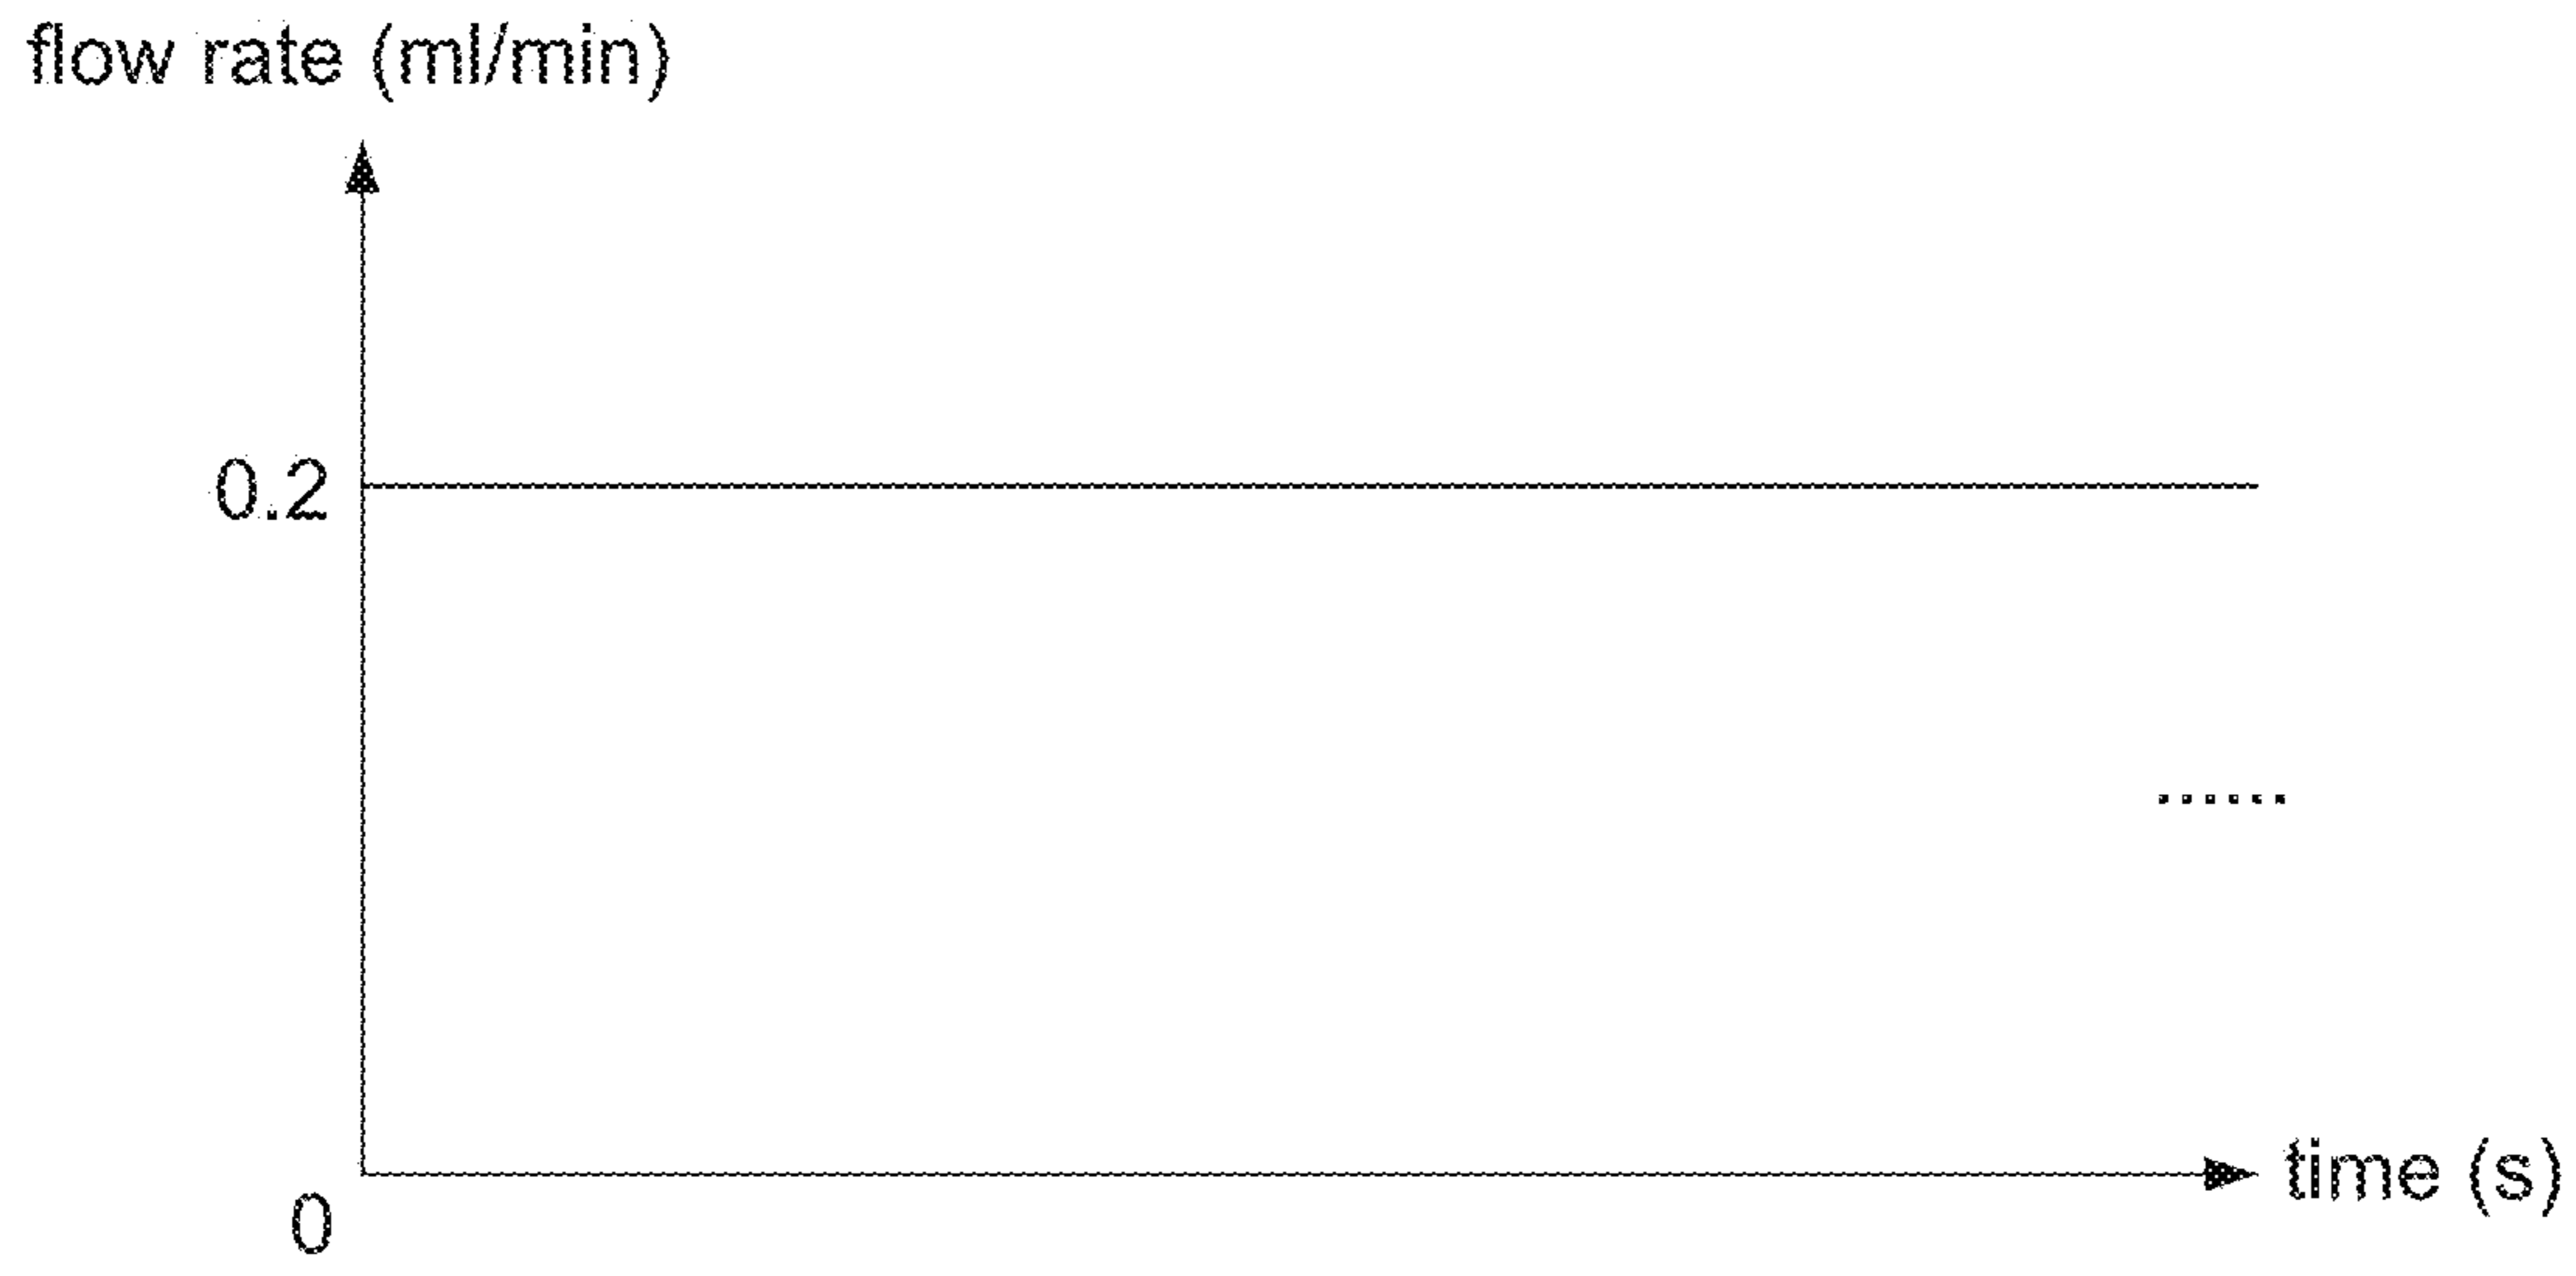 flow rate (ml/min)
0.2
......
time (s)
0